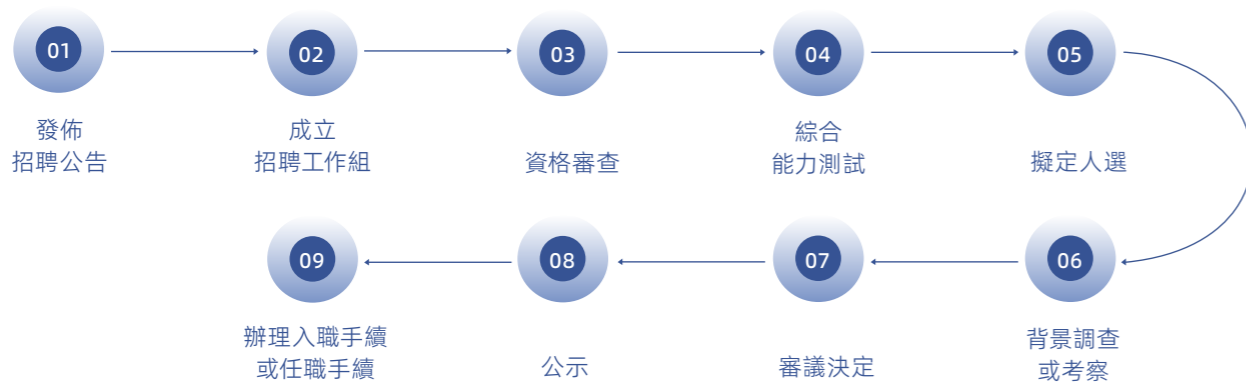 01
發佈
招聘公告
02
成立
招聘工作組
03
資格審查
04
綜合
能力測試
05
擬定人選
06
背景調查
或考察
07
審議決定
08
公示
09
辦理入職手續
或任職手續